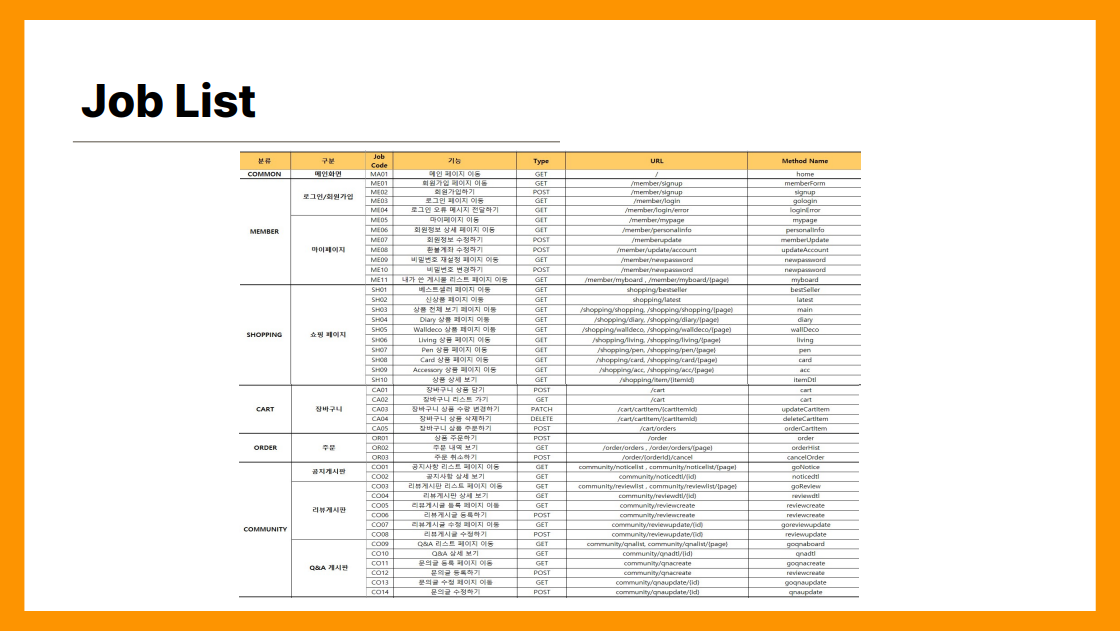 Job List
분류 구분 Job Code 기능 Type URL Method Name
COMMON 메인화면 MA01 메인 페이지 이동 GET / home
MEMBER 로그인/회원가입 ME01 회원가입 페이지 이동 GET /member/signup memberForm
ME02 회원가입하기 POST /member/signup signup
ME03 로그인 페이지 이동 GET /member/login gologin
ME04 로그인 오류 메시지 전달하기 GET /member/login/error loginError
마이페이지 ME05 마이페이지 이동 GET /member/mypage mypage
ME06 회원정보 상세 페이지 이동 GET /member/personalInfo personalInfo
ME07 회원정보 수정하기 POST /memberupdate memberUpdate
ME08 환불계좌 수정하기 POST /member/update/account updateAccount
ME09 비밀번호 재설정 페이지 이동 GET /member/newpassword newpassword
ME10 비밀번호 변경하기 POST /member/newpassword newpassword
ME11 내가 쓴 게시물 리스트 페이지 이동 GET /member/myboard , /member/myboard/{page} myboard
SHOPPING 쇼핑 페이지 SH01 베스트셀러 페이지 이동 GET shopping/bestseller bestSeller
SH02 신상품 페이지 이동 GET shopping/latest latest
SH03 상품 전체 보기 페이지 이동 GET /shopping/shopping, /shopping/shopping/{page} main
SH04 Diary 상품 페이지 이동 GET /shopping/diary, /shopping/diary/{page} diary
SH05 Walldeco 상품 페이지 이동 GET /shopping/walldeco, /shopping/walldeco/{page} wallDeco
SH06 Living 상품 페이지 이동 GET /shopping/living, /shopping/living/{page} living
SH07 Pen 상품 페이지 이동 GET /shopping/pen, /shopping/pen/{page} pen
SH08 Card 상품 페이지 이동 GET /shopping/card, /shopping/card/{page} card
SH09 Accessory 상품 페이지 이동 GET /shopping/acc, /shopping/acc/{page} acc
SH10 상품 상세 보기 GET /shopping/item/{itemId} itemDtl
CART 장바구니 CA01 장바구니 상품 담기 POST /cart cart
CA02 장바구니 리스트 가기 GET /cart cart
CA03 장바구니 상품 수량 변경하기 PATCH /cart/cartItem/{cartItemId} updateCartItem
CA04 장바구니 상품 삭제하기 DELETE /cart/cartItem/{cartItemId} deleteCartItem
CA05 장바구니 상품 주문하기 POST /cart/orders orderCartItem
ORDER 주문 OR01 상품 주문하기 POST /order order
OR02 주문 내역 보기 GET /order/orders , /order/orders/{page} orderHist
OR03 주문 취소하기 POST /order/{orderId}/cancel cancelOrder
COMMUNITY 공지게시판 CO01 공지사항 리스트 페이지 이동 GET community/noticelist , community/noticelist/{page} goNotice
CO02 공지사항 상세 보기 GET community/noticedtl/{id} noticedtl
리뷰게시판 CO03 리뷰게시판 리스트 페이지 이동 GET community/reviewlist , community/reviewlist/{page} goReview
CO04 리뷰게시판 상세 보기 GET community/reviewdtl/{id} reviewdtl
CO05 리뷰게시글 등록 페이지 이동 GET community/reviewcreate reviewcreate
CO06 리뷰게시글 등록하기 POST community/reviewcreate reviewcreate
CO07 리뷰게시글 수정 페이지 이동 GET community/reviewupdate/{id} goreviewupdate
CO08 리뷰게시글 수정하기 POST community/reviewupdate/{id} reviewupdate
Q&A 게시판 CO09 Q&A 리스트 페이지 이동 GET community/qnalist, community/qnalist/{page} goqnaboard
CO10 Q&A 상세 보기 GET community/qnadtl/{id} qnadtl
CO11 문의글 등록 페이지 이동 GET community/qnacreate goqnacreate
CO12 문의글 등록하기 POST community/qnacreate reviewcreate
CO13 문의글 수정 페이지 이동 GET community/qnaupdate/{id} goqnaupdate
CO14 문의글 수정하기 POST community/qnaupdate/{id} qnaupdate